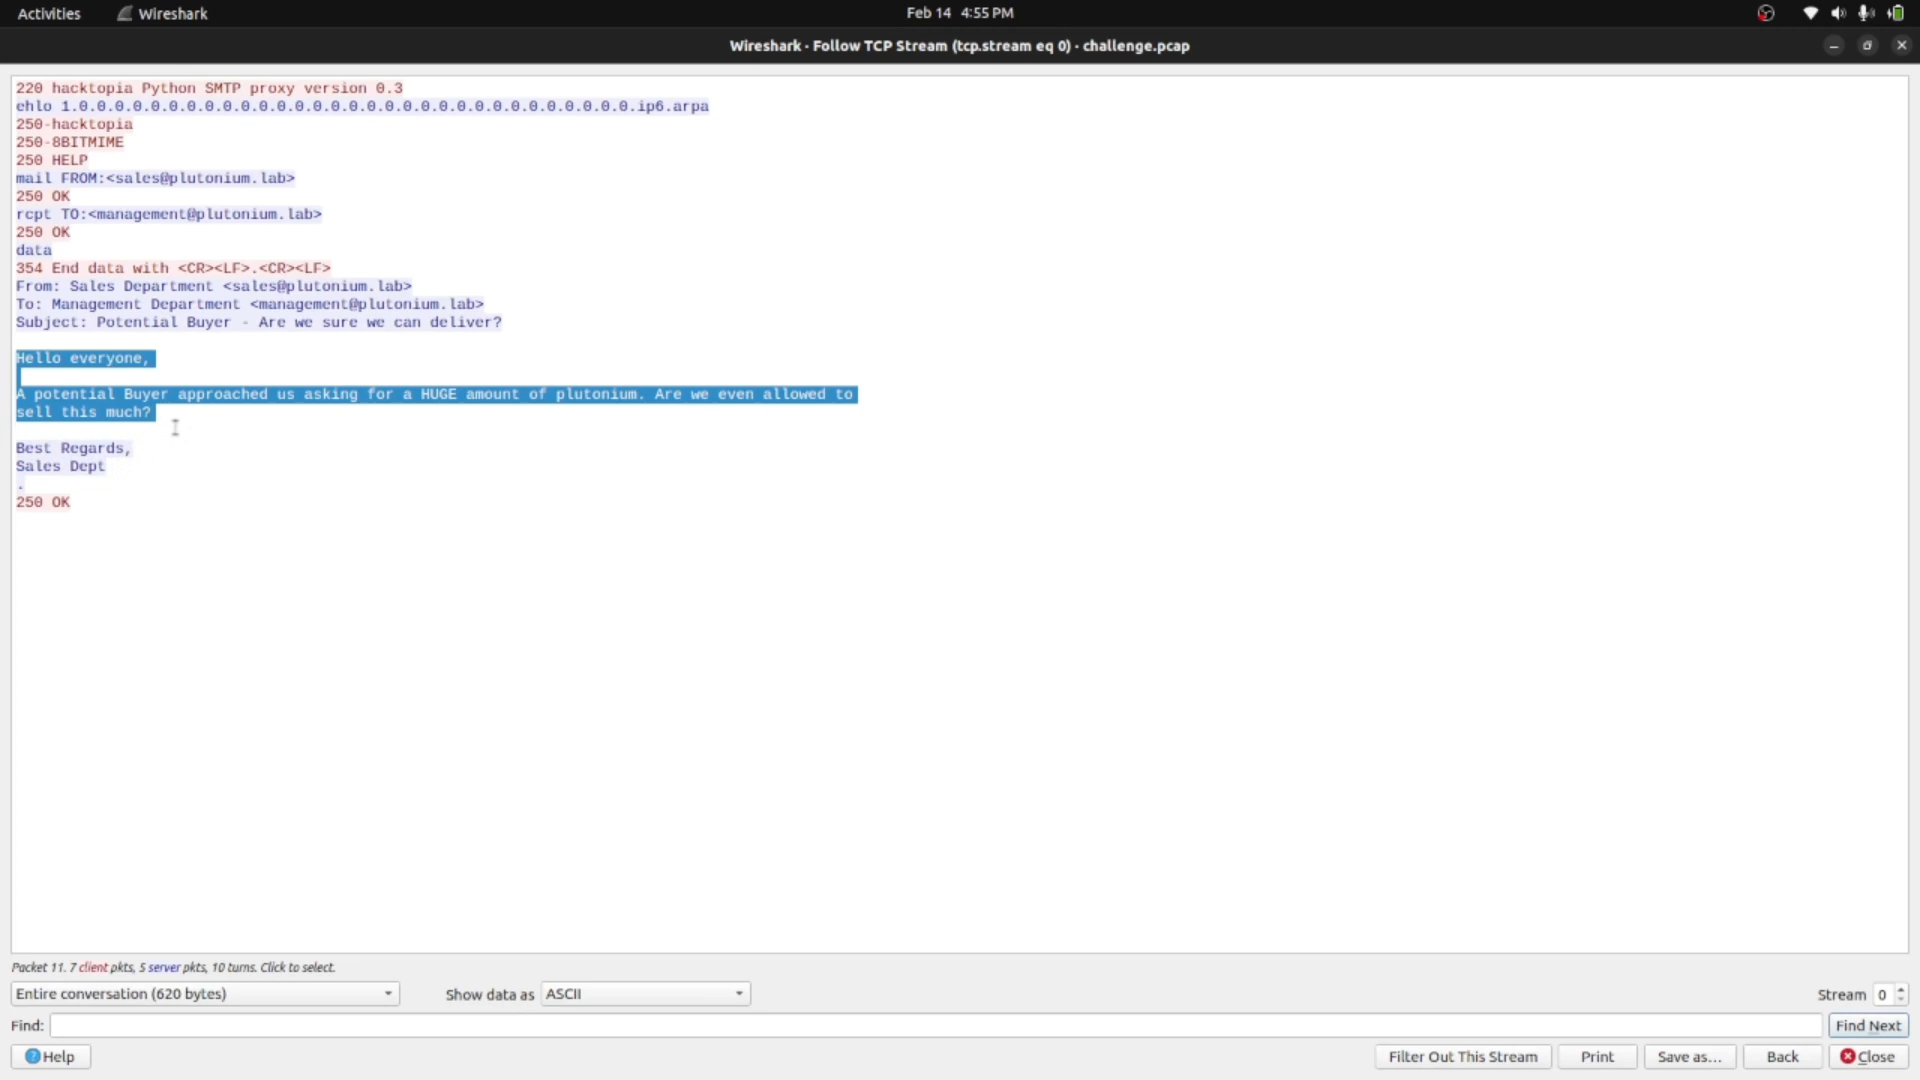 Activities Wireshark Feb 14 4:55 PM
Wireshark · Follow TCP Stream (tcp.stream eq 0) · challenge.pcap
220 hacktopia Python SMTP proxy version 0.3
ehlo 1.0.0.0.0.0.0.0.0.0.0.0.0.0.0.0.0.0.0.0.0.0.0.0.0.0.0.0.0.0.0.0.ip6.arpa
250-hacktopia
250-8BITMIME
250 HELP
mail FROM:<sales@plutonium.lab>
250 OK
rcpt TO:<management@plutonium.lab>
250 OK
data
354 End data with <CR><LF>.<CR><LF>
From: Sales Department <sales@plutonium.lab>
To: Management Department <management@plutonium.lab>
Subject: Potential Buyer - Are we sure we can deliver?
Hello everyone,
A potential Buyer approached us asking for a HUGE amount of plutonium. Are we even allowed to
sell this much?
Best Regards,
Sales Dept
.
250 OK
Packet 11. 7 client pkts, 5 server pkts, 10 turns. Click to select.
Entire conversation (620 bytes) Show data as ASCII Stream 0
Find: Find Next
Help Filter Out This Stream Print Save as... Back Close